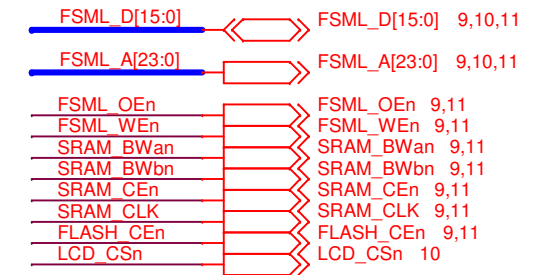 FSML_D[15:0] FSML_D[15:0] 9,10,11
FSML_A[23:0] FSML_A[23:0] 9,10,11
FSML_OEn FSML_OEn 9,11
FSML_WEn FSML_WEn 9,11
SRAM_BWan SRAM_BWan 9,11
SRAM_BWbn SRAM_BWbn 9,11
SRAM_CEn SRAM_CEn 9,11
SRAM_CLK SRAM_CLK 9,11
FLASH_CEn FLASH_CEn 9,11
LCD_CSn LCD_CSn 10